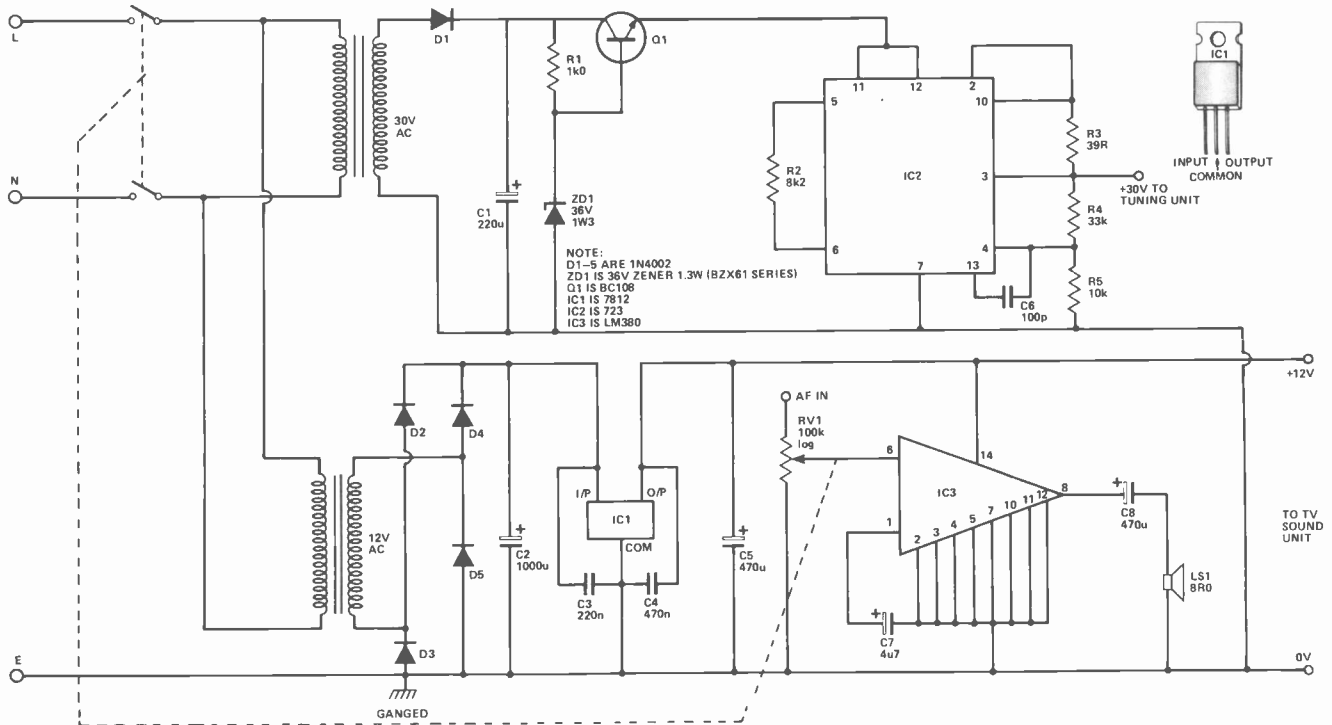 L
N
E
30V
AC
D1
C1
220u
R1
1k0
Q1
ZD1
36V
1W3
NOTE:
D1-5 ARE 1N4002
ZD1 IS 36V ZENER 1.3W (BZX61 SERIES)
Q1 IS BC108
IC1 IS 7812
IC2 IS 723
IC3 IS LM380
R2
8k2
IC2
11
12
2
5
10
3
6
4
7
13
C6
100p
R3
39R
+30V TO
TUNING UNIT
R4
33k
R5
10k
IC1
INPUT
OUTPUT
COMMON
12V
AC
D2
D4
D5
D3
C2
1000u
I/P
O/P
IC1
COM
C3
220n
C4
470n
C5
470u
AF IN
RV1
100k
log
6
14
IC3
8
1
2
3
4
5
7
10
11
12
C7
4u7
C8
470u
LS1
8R0
+12V
TO TV
SOUND
UNIT
0V
GANGED